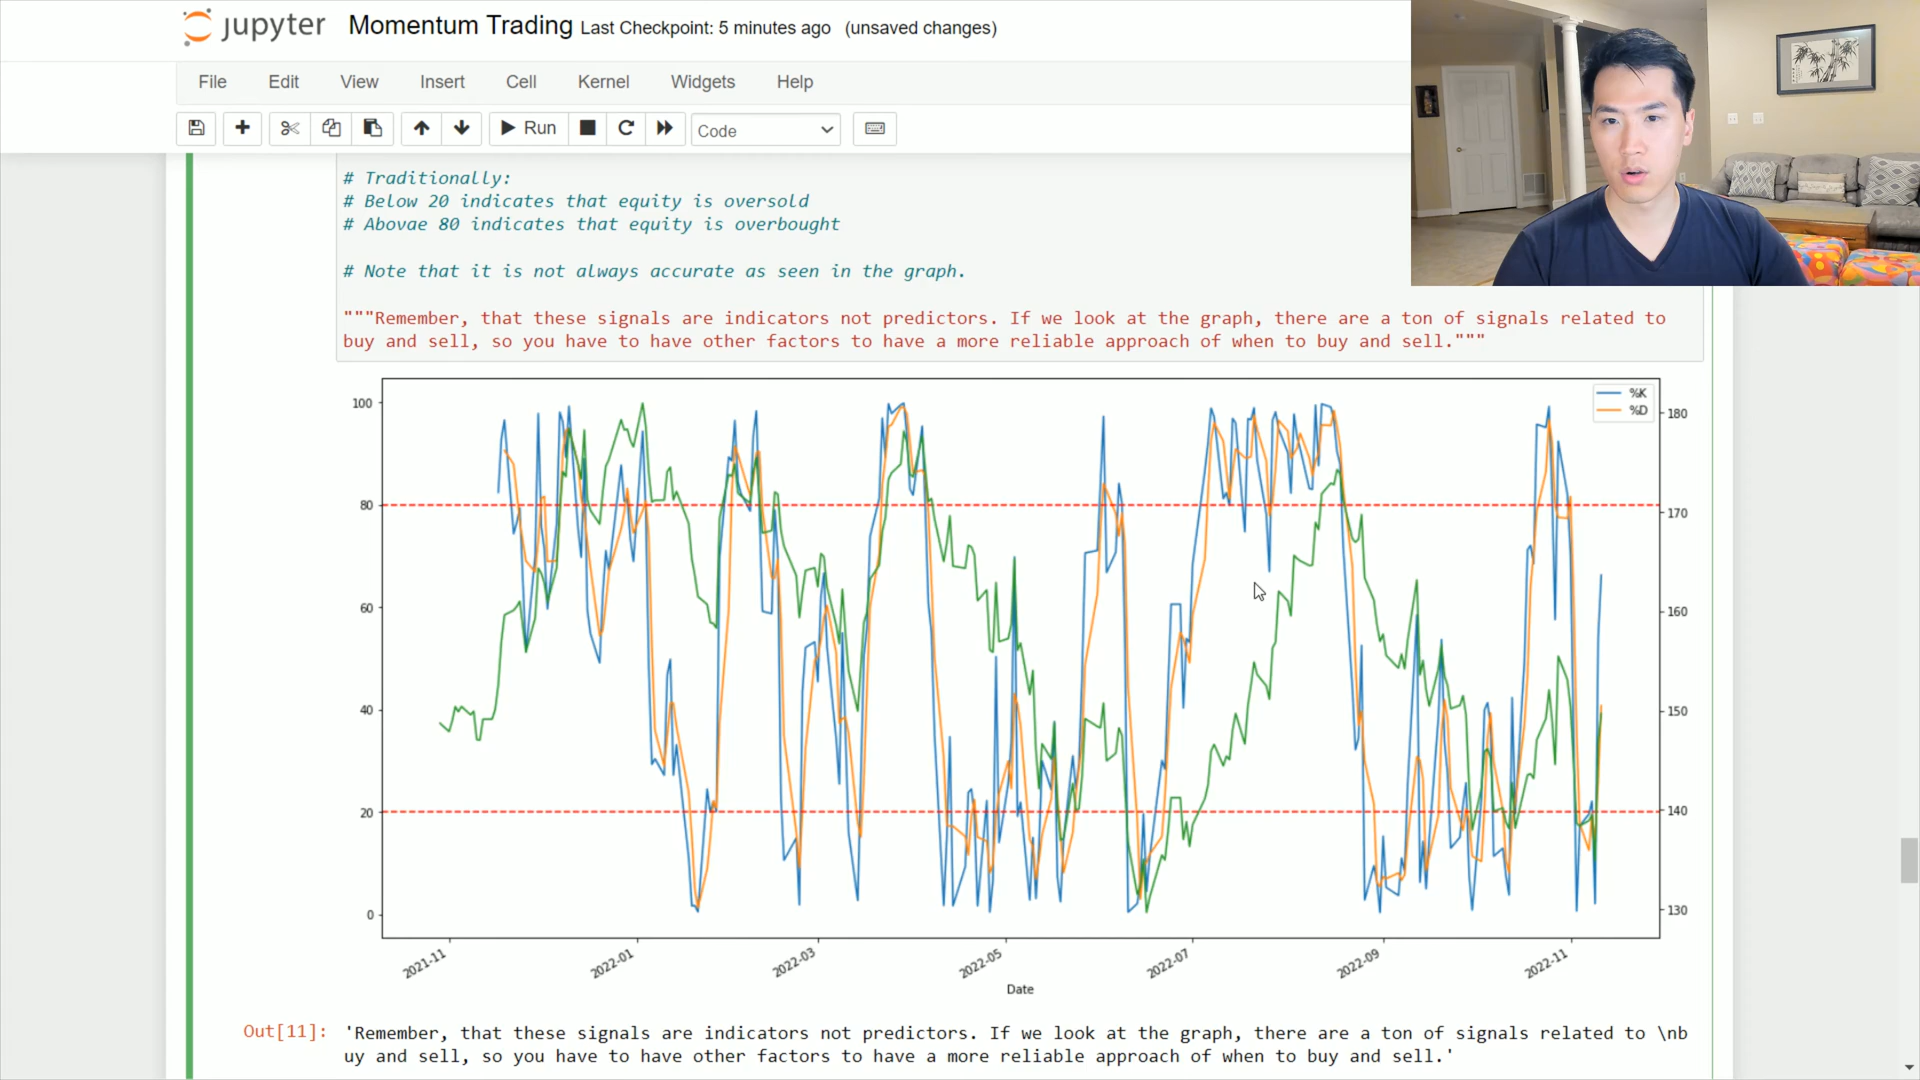 jupyter Momentum Trading Last Checkpoint: 5 minutes ago (unsaved changes)
File Edit View Insert Cell Kernel Widgets Help
Run Code
# Traditionally:
# Below 20 indicates that equity is oversold
# Abovae 80 indicates that equity is overbought
# Note that it is not always accurate as seen in the graph.
"""Remember, that these signals are indicators not predictors. If we look at the graph, there are a ton of signals related to
buy and sell, so you have to have other factors to have a more reliable approach of when to buy and sell."""
%K
%D
100
80
60
40
20
0
180
170
160
150
140
130
2021-11 2022-01 2022-03 2022-05 2022-07 2022-09 2022-11
Date
Out[11]: 'Remember, that these signals are indicators not predictors. If we look at the graph, there are a ton of signals related to \nb
uy and sell, so you have to have other factors to have a more reliable approach of when to buy and sell.'